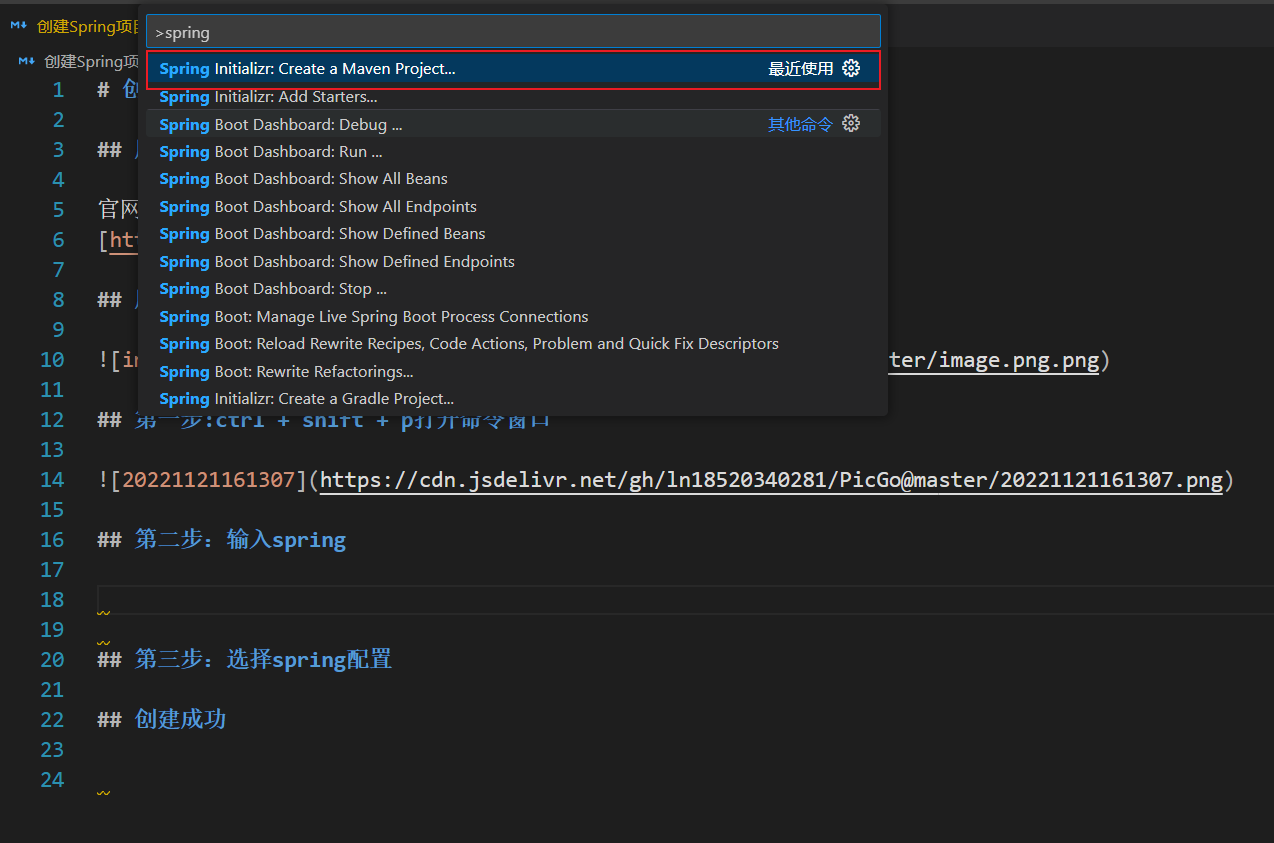 创建Spring项
>spring
创建Spring项
Spring Initializr: Create a Maven Project... 最近使用
Spring Initializr: Add Starters...
Spring Boot Dashboard: Debug ... 其他命令
Spring Boot Dashboard: Run ...
Spring Boot Dashboard: Show All Beans
Spring Boot Dashboard: Show All Endpoints
Spring Boot Dashboard: Show Defined Beans
Spring Boot Dashboard: Show Defined Endpoints
Spring Boot Dashboard: Stop ...
Spring Boot: Manage Live Spring Boot Process Connections
Spring Boot: Reload Rewrite Recipes, Code Actions, Problem and Quick Fix Descriptors
Spring Boot: Rewrite Refactorings...
Spring Initializr: Create a Gradle Project...
1 # 创
2
3 ##
4
5 官网
6 [ht
7
8 ##
9
10 ![i ter/image.png.png)
11
12 ## 第一步:ctrl + shift + p打开命令窗口
13
14 ![20221121161307](https://cdn.jsdelivr.net/gh/ln18520340281/PicGo@master/20221121161307.png)
15
16 ## 第二步：输入spring
17
18
19
20 ## 第三步：选择spring配置
21
22 ## 创建成功
23
24